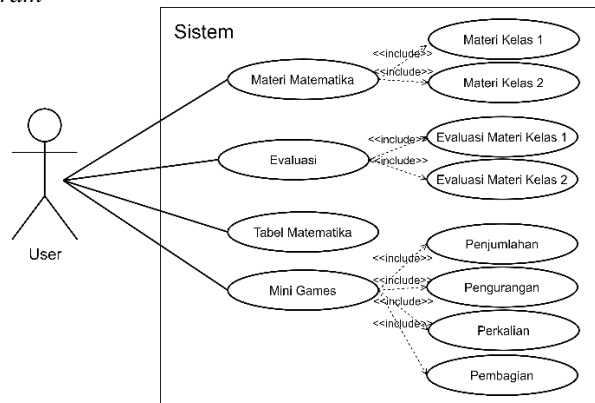 ram
Sistem
Materi Kelas 1
<<include>>
Materi Matematika
<<include>>
Materi Kelas 2
<<include>>
Evaluasi Materi Kelas 1
Evaluasi
<<include>>
Evaluasi Materi Kelas 2
Tabel Matematika
Penjumlahan
User
<<include>>
Mini Games
<<include>>
Pengurangan
<<include>>
<<include>>
Perkalian
Pembagian